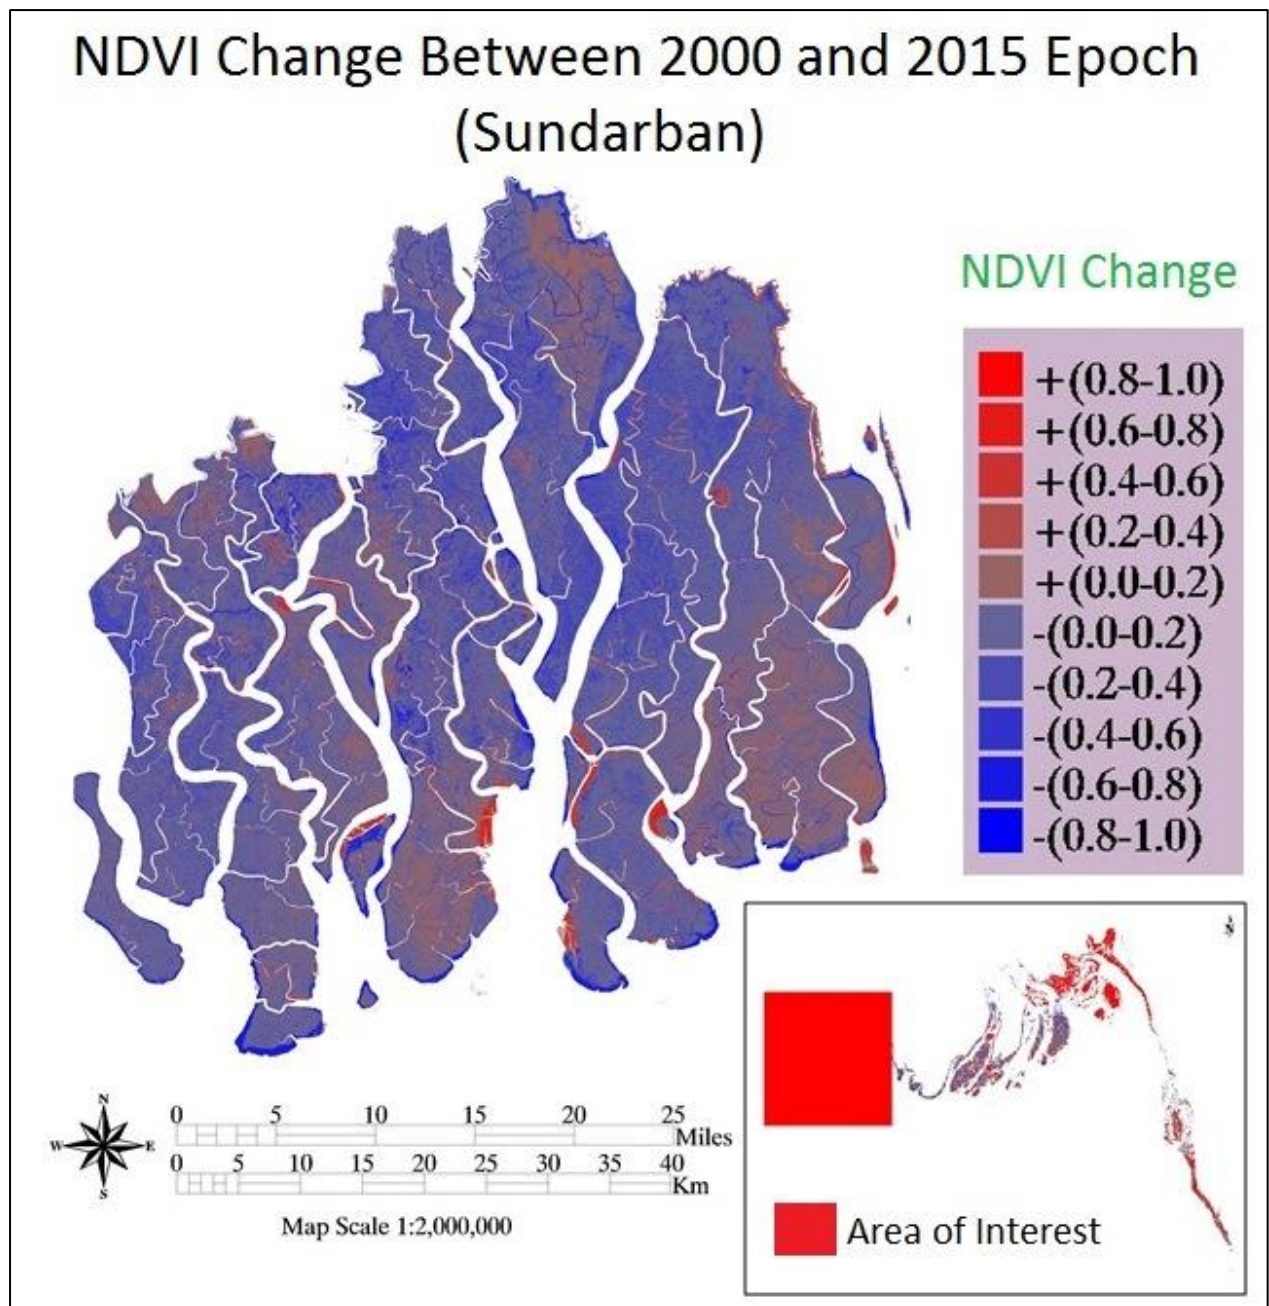 NDVI Change Between 2000 and 2015 Epoch
(Sundarban)
NDVI Change
+(0.8-1.0)
+(0.6-0.8)
+(0.4-0.6)
+(0.2-0.4)
+(0.0-0.2)
-(0.0-0.2)
-(0.2-0.4)
-(0.4-0.6)
-(0.6-0.8)
-(0.8-1.0)
N
N
W E
S
0 5 10 15 20 25
Miles
0 5 10 15 20 25 30 35 40
Km
Map Scale 1:2,000,000
Area of Interest